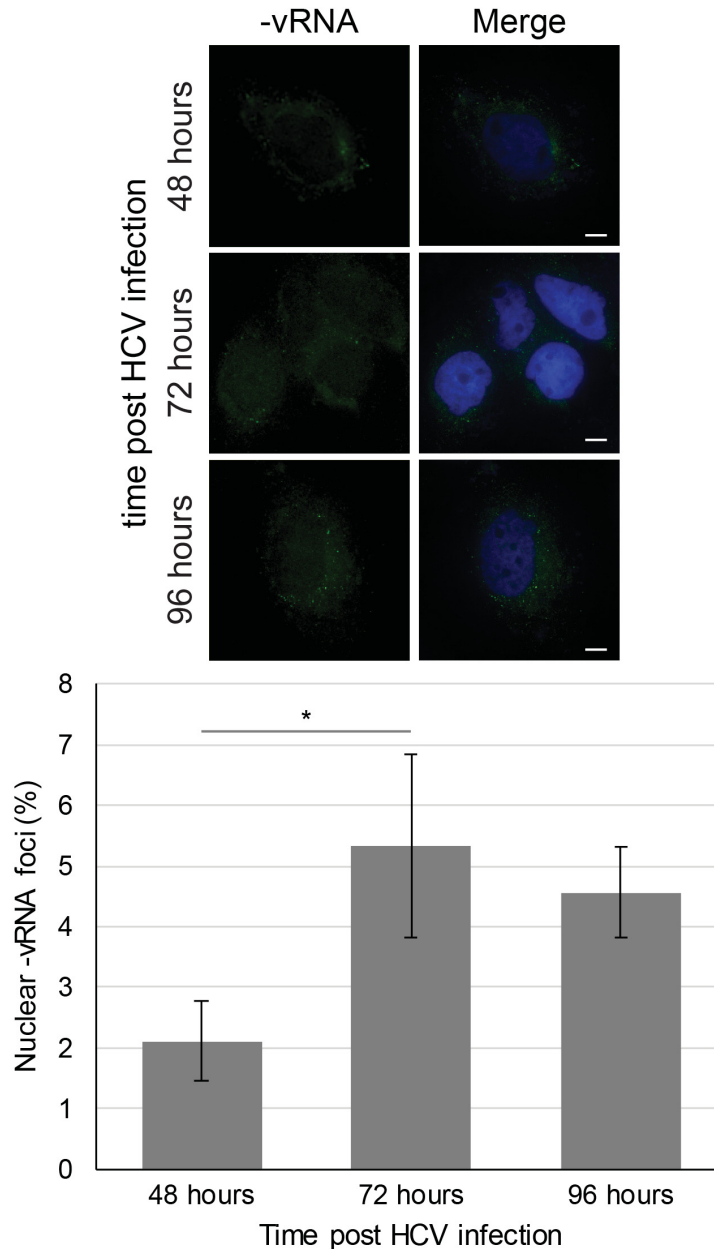 -vRNA Merge
time post HCV infection
48 hours
72 hours
96 hours
8
*
7
6
5
4
3
2
1
0
Nuclear -vRNA foci (%)
48 hours 72 hours 96 hours
Time post HCV infection